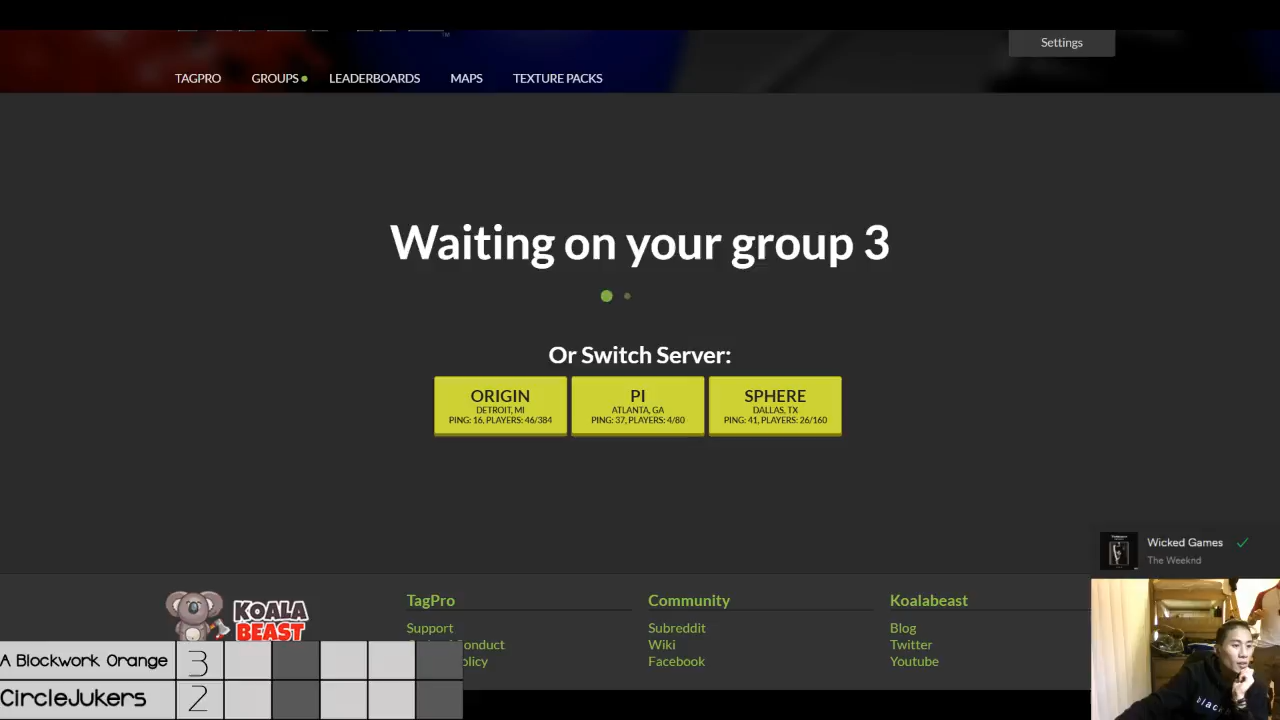 Settings
TAGPRO GROUPS LEADERBOARDS MAPS TEXTURE PACKS
Waiting on your group 3
Or Switch Server:
ORIGIN
DETROIT, MI
PING: 16, PLAYERS: 46/384
PI
ATLANTA, GA
PING: 37, PLAYERS: 4/80
SPHERE
DALLAS, TX
PING: 41, PLAYERS: 26/160
Wicked Games
The Weeknd
KOALA
BEAST
TagPro
Support
Community
Subreddit
Wiki
Facebook
Koalabeast
Blog
Twitter
Youtube
A Blockwork Orange 3
CircleJukers 2